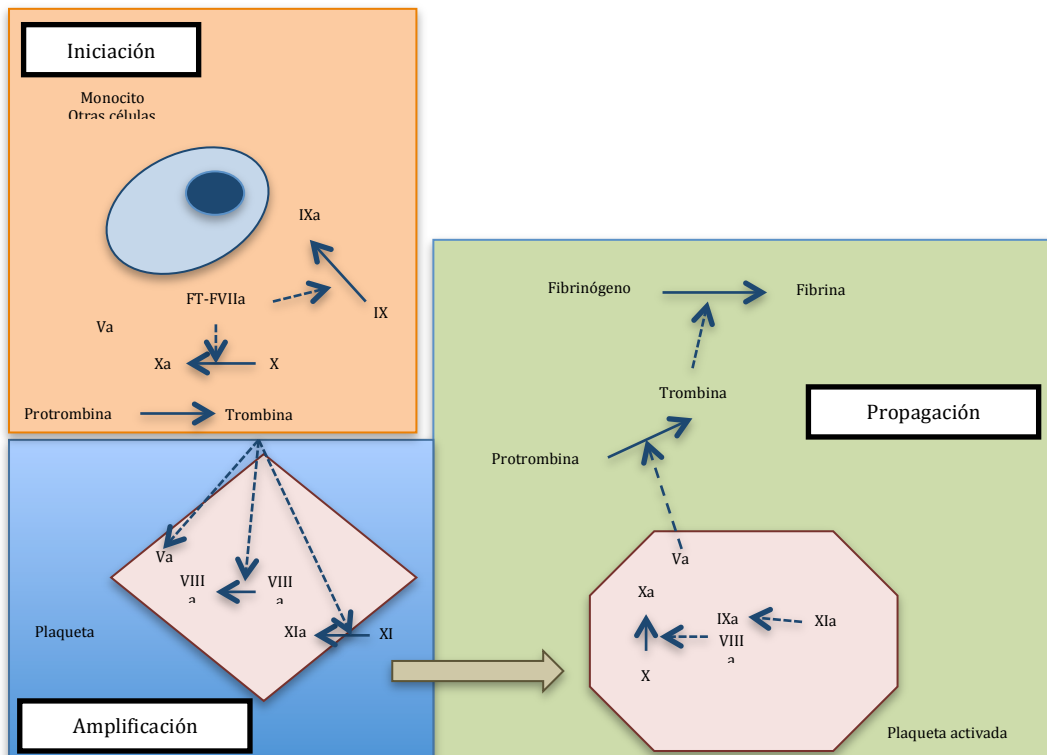 Iniciación
Monocito
Otras células
IXa
FT-FVIIa
IX
Va
Xa
X
Protrombina
Trombina
Va
VIII
a
VIII
a
Plaqueta
XIa
XI
Amplificación
Fibrinógeno
Fibrina
Trombina
Propagación
Protrombina
Va
Xa
IXa
VIII
a
XIa
X
Plaqueta activada